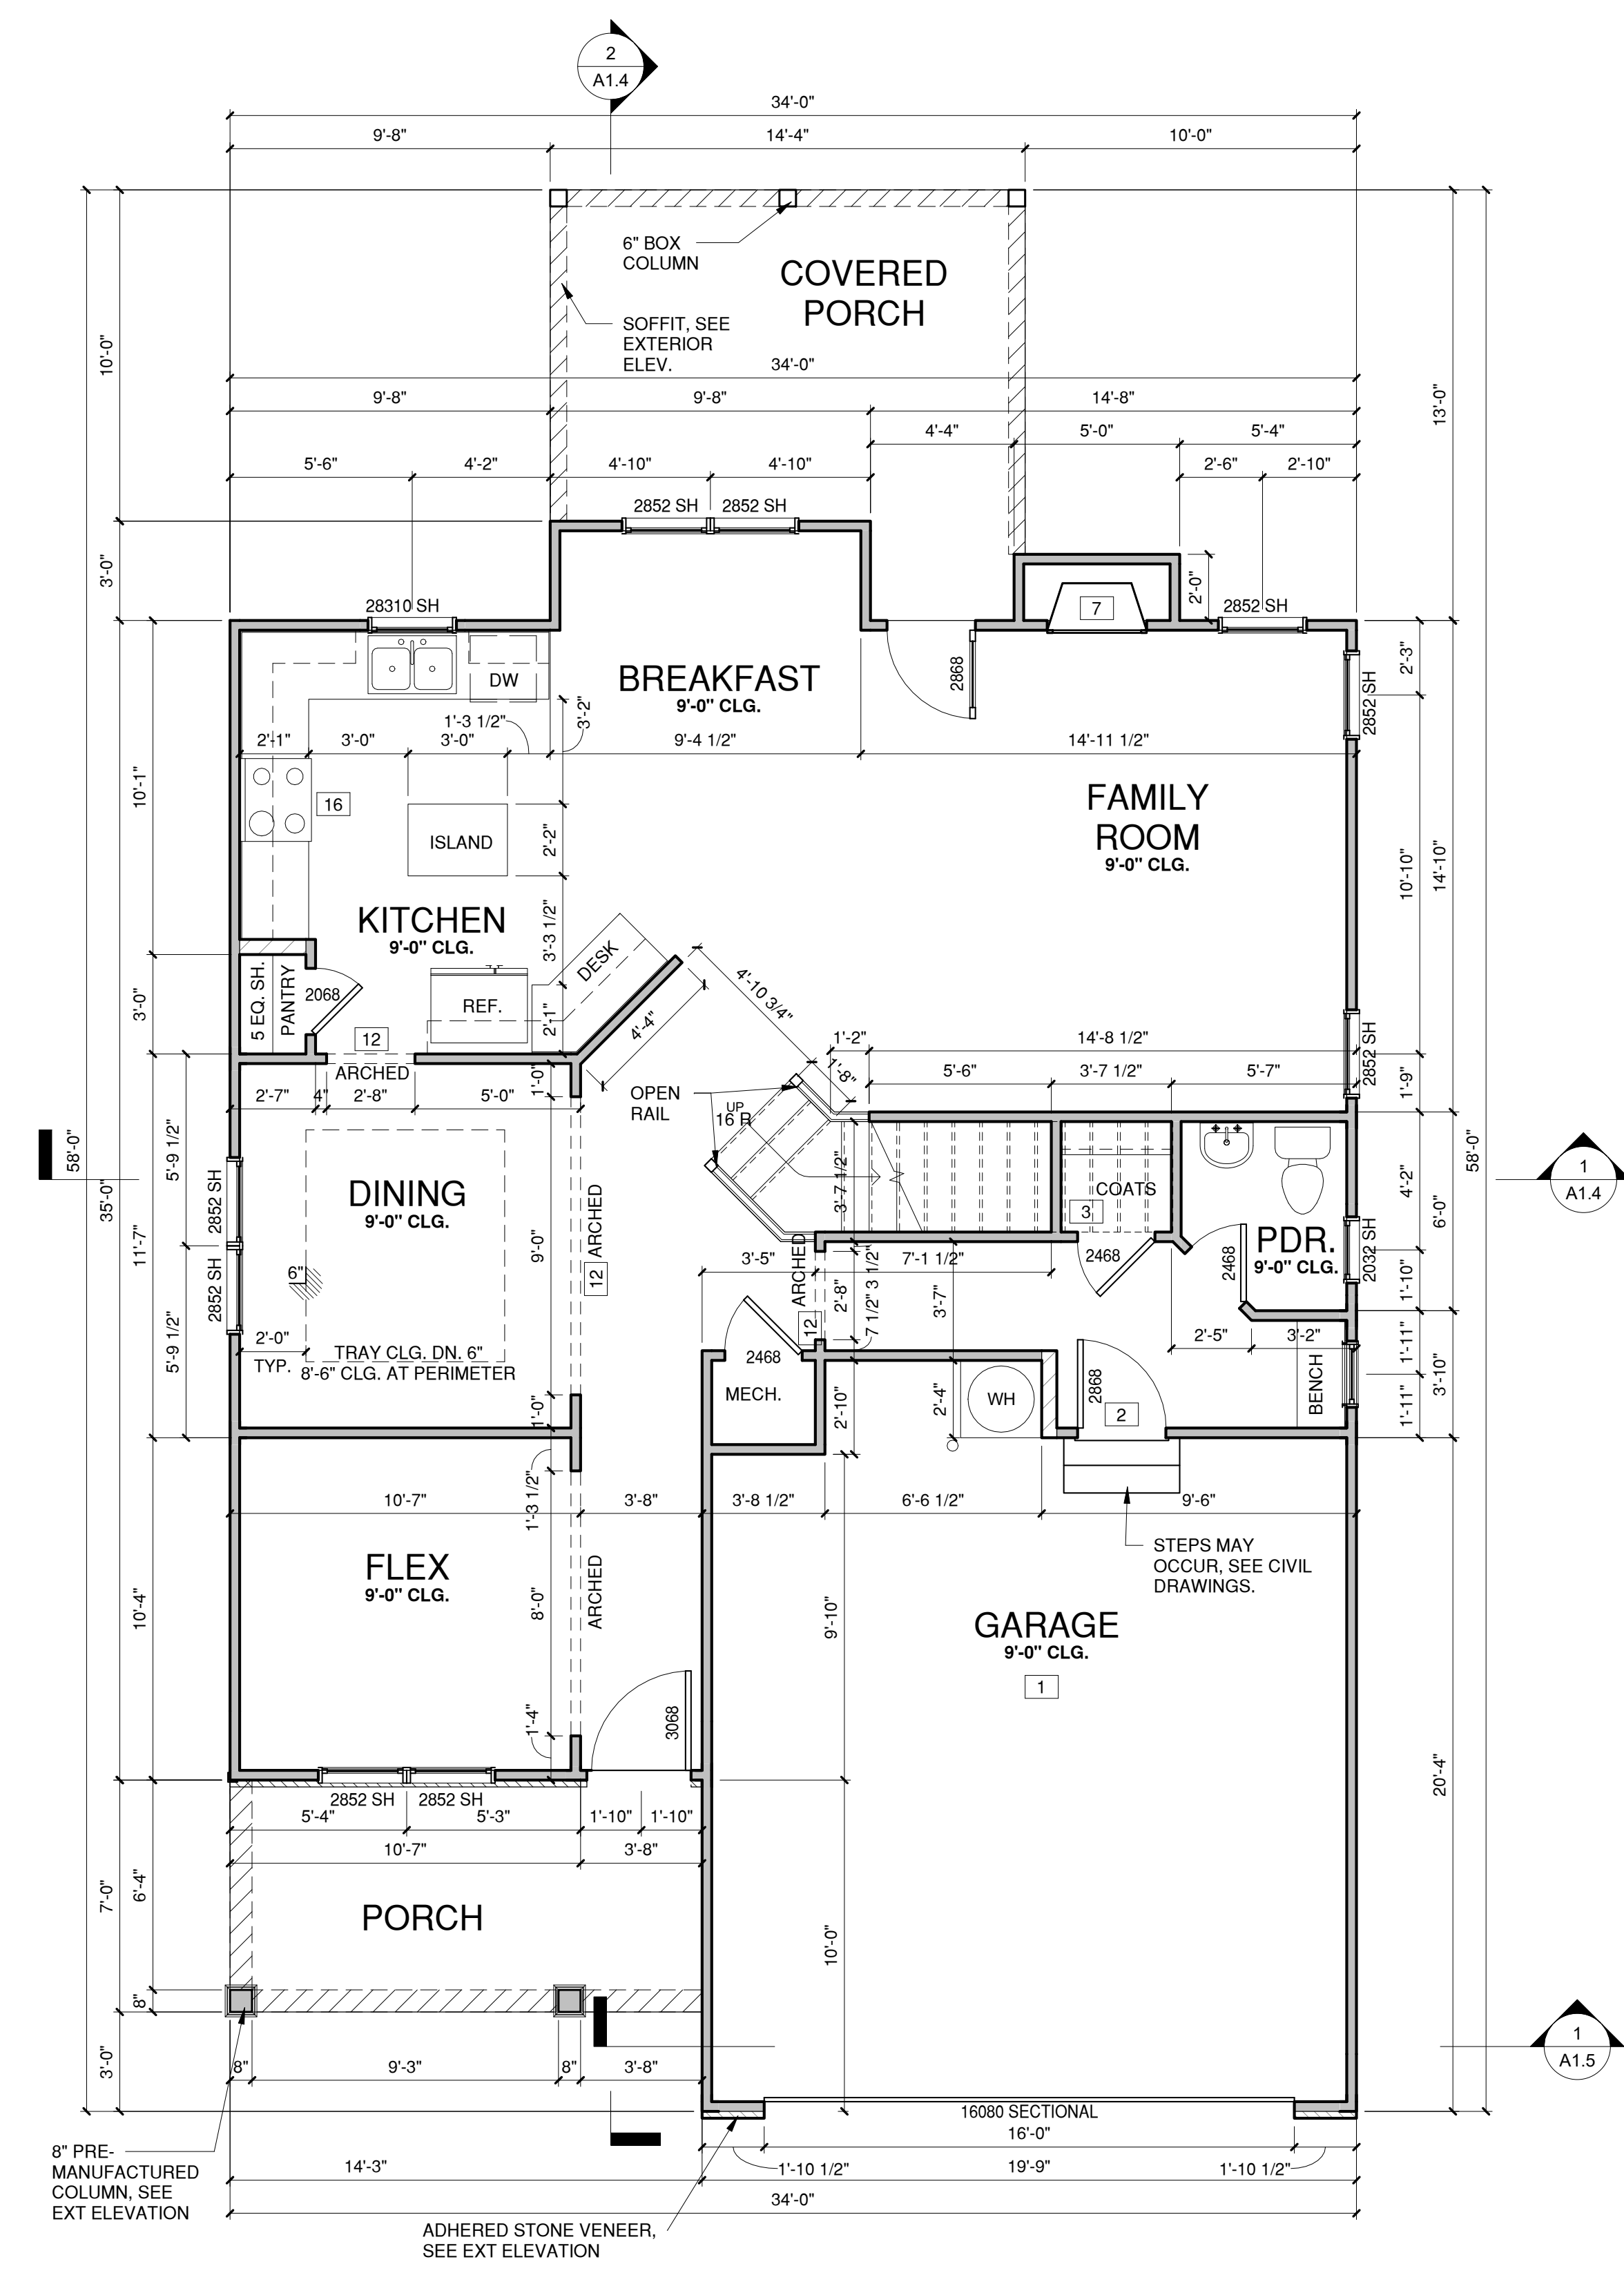 2
A1.4
34'-0"
9'-8"
14'-4"
10'-0"
6" BOX
COLUMN
COVERED
PORCH
SOFFIT, SEE
EXTERIOR
ELEV.
34'-0"
10'-0"
13'-0"
9'-8"
9'-8"
14'-8"
4'-4"
5'-0"
5'-4"
5'-6"
4'-2"
4'-10"
4'-10"
2'-6"
2'-10"
2852 SH
2852 SH
3'-0"
28310 SH
7
2'-0"
2852 SH
DW
BREAKFAST
9'-0" CLG.
2868
2'-3"
2852 SH
1'-3 1/2"
3'-2"
2'-1"
3'-0"
3'-0"
9'-4 1/2"
14'-11 1/2"
10'-1"
16
ISLAND
2'-2"
FAMILY
ROOM
9'-0" CLG.
10'-10"
14'-10"
KITCHEN
9'-0" CLG.
3'-3 1/2"
DESK
5 EQ. SH.
PANTRY
2068
REF.
2'-1"
4'-4"
4'-10 3/4"
3'-0"
12
ARCHED
1'-2"
14'-8 1/2"
2852 SH
1'-8"
5'-6"
3'-7 1/2"
5'-7"
1'-9"
2'-7"
4"
2'-8"
5'-0"
1'-0"
OPEN
RAIL
UP
16 R
58'-0"
35'-0"
5'-9 1/2"
11'-7"
2852 SH
DINING
9'-0" CLG.
9'-0"
ARCHED
12
3'-7 1/2"
COATS
3
PDR.
9'-0" CLG.
2468
2468
2032 SH
4'-2"
6'-0"
58'-0"
1
A1.4
2852 SH
6"
5'-9 1/2"
2'-0"
TYP.
TRAY CLG. DN. 6"
8'-6" CLG. AT PERIMETER
3'-5"
ARCHED
7'-1 1/2"
2'-8"
7 1/2"
3 1/2"
12
3'-7"
1'-10"
2'-5"
3'-2"
1'-11"
2468
MECH.
2'-10"
2'-4"
WH
2868
2
BENCH
1'-11"
3'-10"
1'-0"
1'-3 1/2"
10'-7"
3'-8"
3'-8 1/2"
6'-6 1/2"
9'-6"
STEPS MAY
OCCUR, SEE CIVIL
DRAWINGS.
FLEX
9'-0" CLG.
10'-4"
8'-0"
ARCHED
9'-10"
GARAGE
9'-0" CLG.
1
1'-4"
3068
20'-4"
2852 SH
2852 SH
5'-4"
5'-3"
1'-10"
1'-10"
10'-7"
3'-8"
7'-0"
6'-4"
PORCH
10'-0"
8"
3'-0"
8"
9'-3"
8"
3'-8"
1
A1.5
16080 SECTIONAL
16'-0"
8" PRE-
MANUFACTURED
COLUMN, SEE
EXT ELEVATION
14'-3"
1'-10 1/2"
19'-9"
1'-10 1/2"
34'-0"
ADHERED STONE VENEER,
SEE EXT ELEVATION